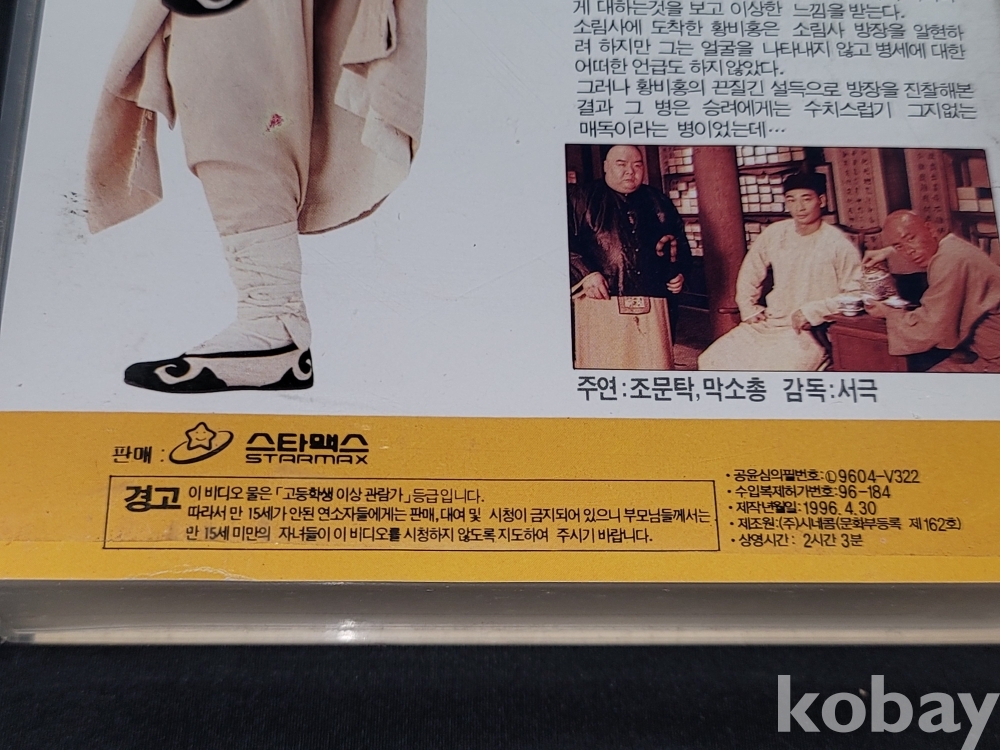 게 대하는것을 보고 이상한 느낌을 받는다.
소림사에 도착한 황비홍은 소림사 방장을 알현하
려 하지만 그는 얼굴을 나타내지 않고 병세에 대한
어떠한 언급도 하지않았다.
그러나 황비홍의 끈질긴 설득으로 방장을 진찰해본
결과 그 병은 승려에게는 수치스럽기 그지없는
매독이라는 병이었는데…
주연:조문탁,막소총 감독:서극
판매:
스타맥스
STARMAX
경고
이 비디오 물은 「고등학생 이상 관람가」등급입니다.
따라서 만 15세가 안된 연소자들에게는 판매, 대여 및 시청이 금지되어 있으니 부모님들께서는
만 15세 미만의 자녀들이 이 비디오를 시청하지 않도록 지도하여 주시기 바랍니다.
·공윤심의필번호:Ⓛ9604-V322
·수입복제허가번호:96-184
·제작년월일:1996.4.30
·제조원:(주)시네콤(문화부등록 제162호)
·상영시간: 2시간 3분
kobay